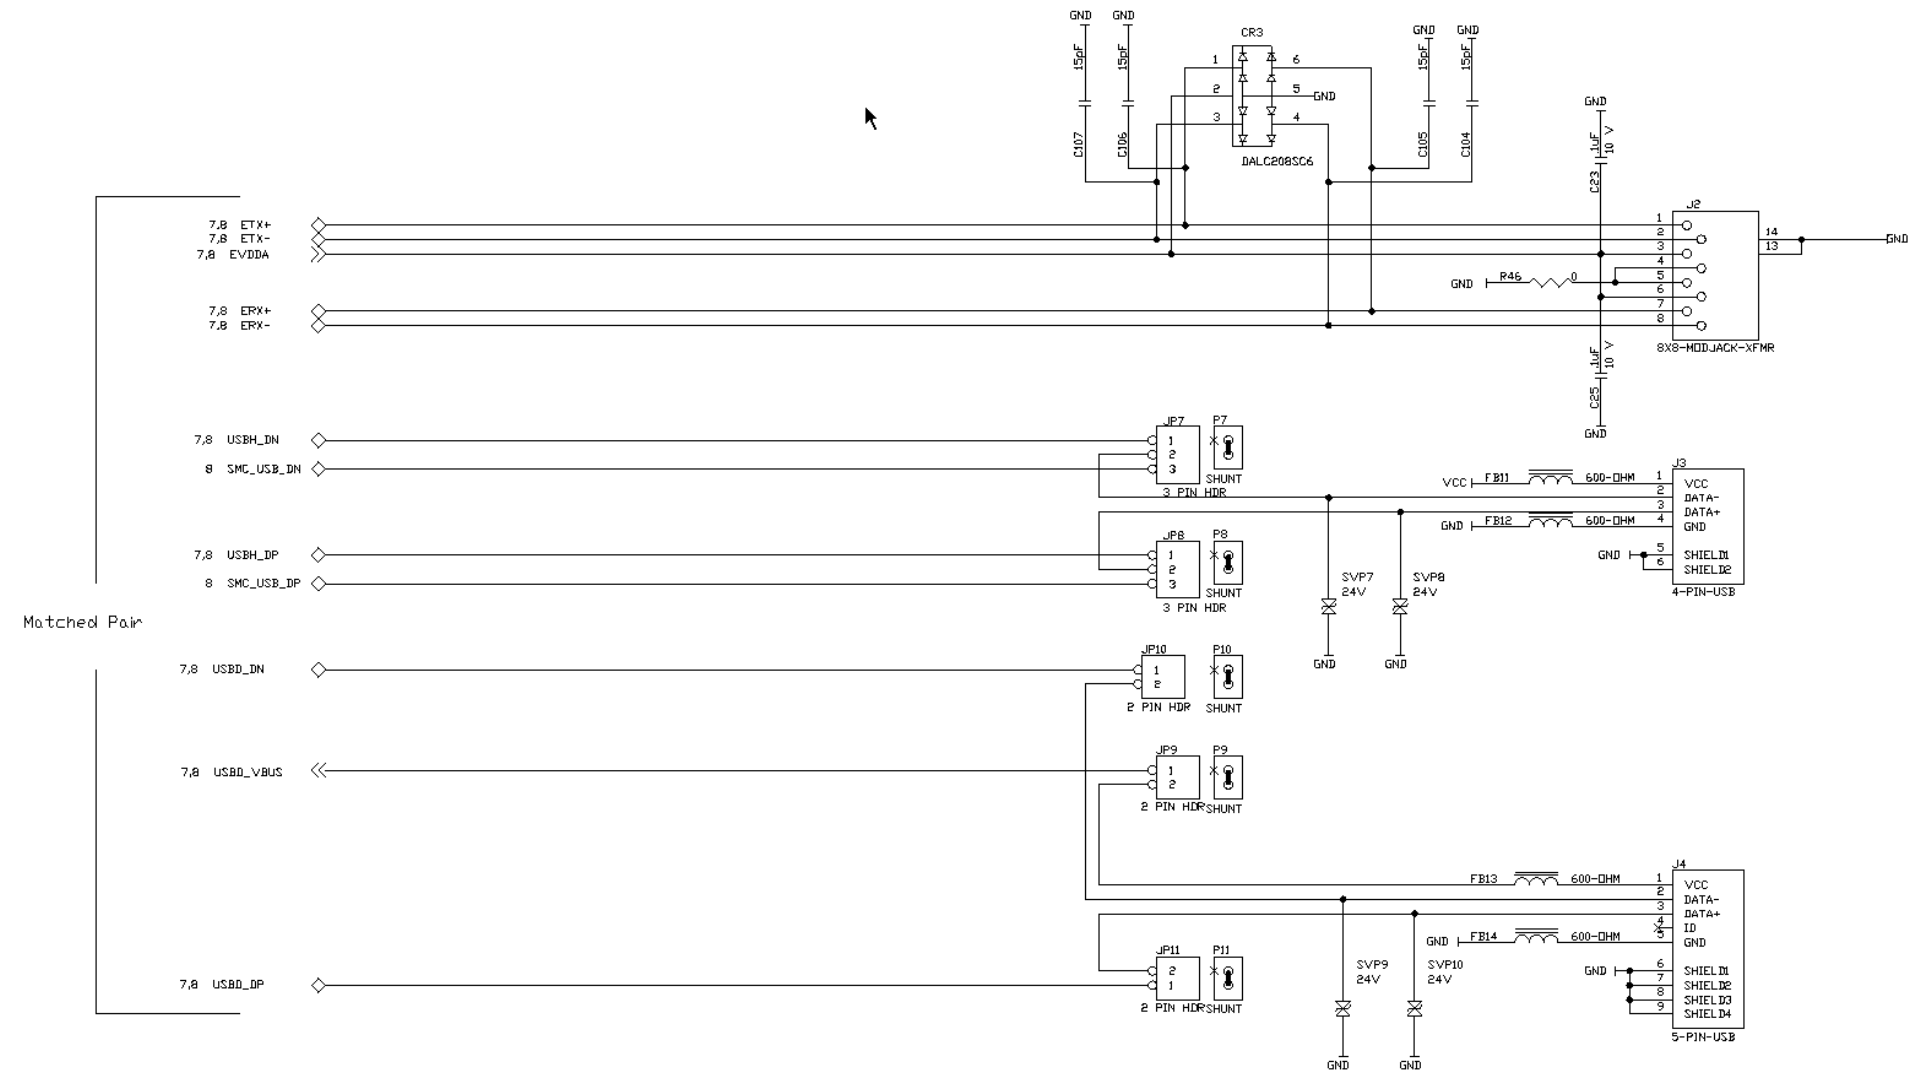 GND GND
CR3
GND GND
15pF 15pF 15pF 15pF
1 6
2 5 GND
3 4
C107 C106 C105 C104
DALC208SC6
GND
.1uF
10 V
C23
J2
7,8 ETX+ 1
7,8 ETX- 2 14 GND
7,8 EVDDA 3 13
4
GND R46 0 5
6
7,8 ERX+ 7
7,8 ERX- 8
8X8-MODJACK-XFMR
.1uF
10 V
C25
GND
JP7 P7
7,8 USBH_DN 1
2
8 SMC_USB_DN 3
SHUNT
3 PIN HDR
J3
VCC FB11 600-OHM 1 VCC
2 DATA-
3 DATA+
GND FB12 600-OHM 4 GND
GND 5 SHIELD1
6 SHIELD2
4-PIN-USB
JP8 P8
7,8 USBH_DP 1
2
8 SMC_USB_DP 3
SHUNT
3 PIN HDR
SVP7 SVP8
24V 24V
GND GND
Matched Pair
JP10 P10
7,8 USBD_DN 1
2
2 PIN HDR SHUNT
JP9 P9
7,8 USBD_VBUS 1
2
2 PIN HDR SHUNT
J4
FB13 600-OHM 1 VCC
2 DATA-
3 DATA+
4 ID
GND FB14 600-OHM 5 GND
GND 6 SHIELD1
7 SHIELD2
8 SHIELD3
9 SHIELD4
5-PIN-USB
JP11 P11
2
7,8 USBD_DP 1
2 PIN HDR SHUNT
SVP9 SVP10
24V 24V
GND GND